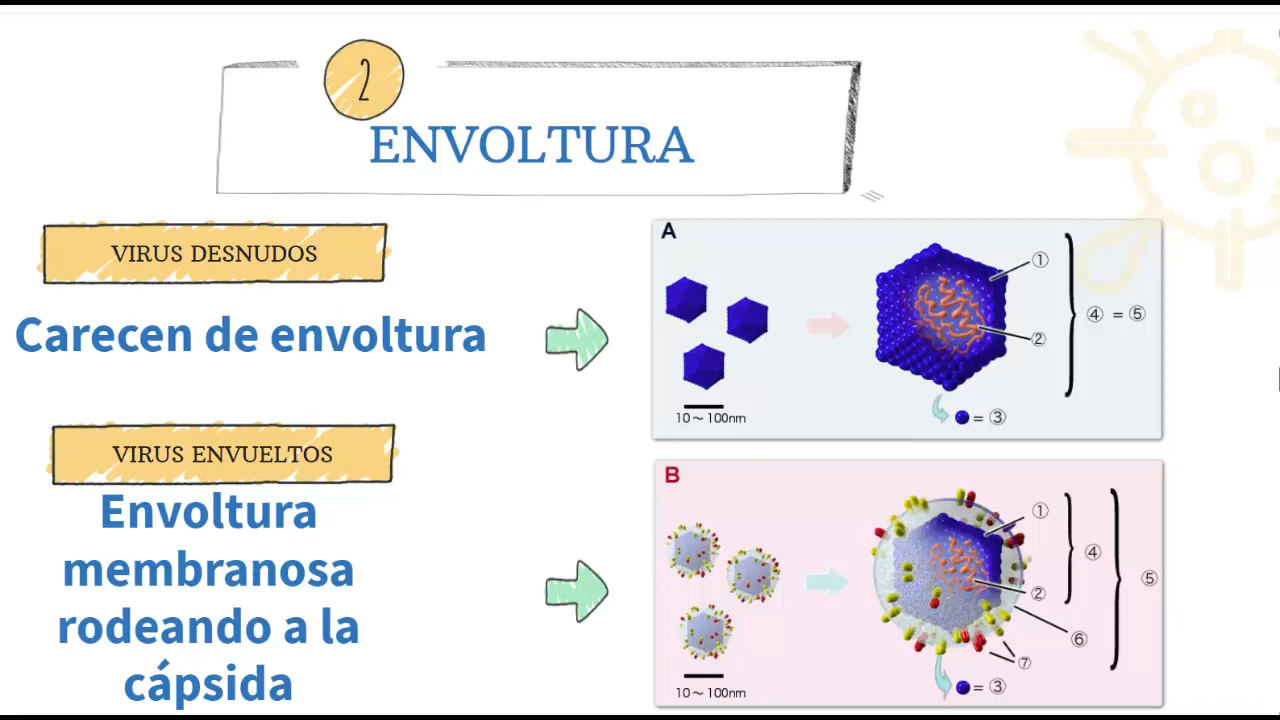 2
ENVOLTURA
VIRUS DESNUDOS
Carecen de envoltura
A
①
②
④ = ⑤
10～100nm
= ③
VIRUS ENVUELTOS
Envoltura
membranosa
rodeando a la
cápsida
B
①
④
⑤
②
⑥
⑦
10～100nm
= ③